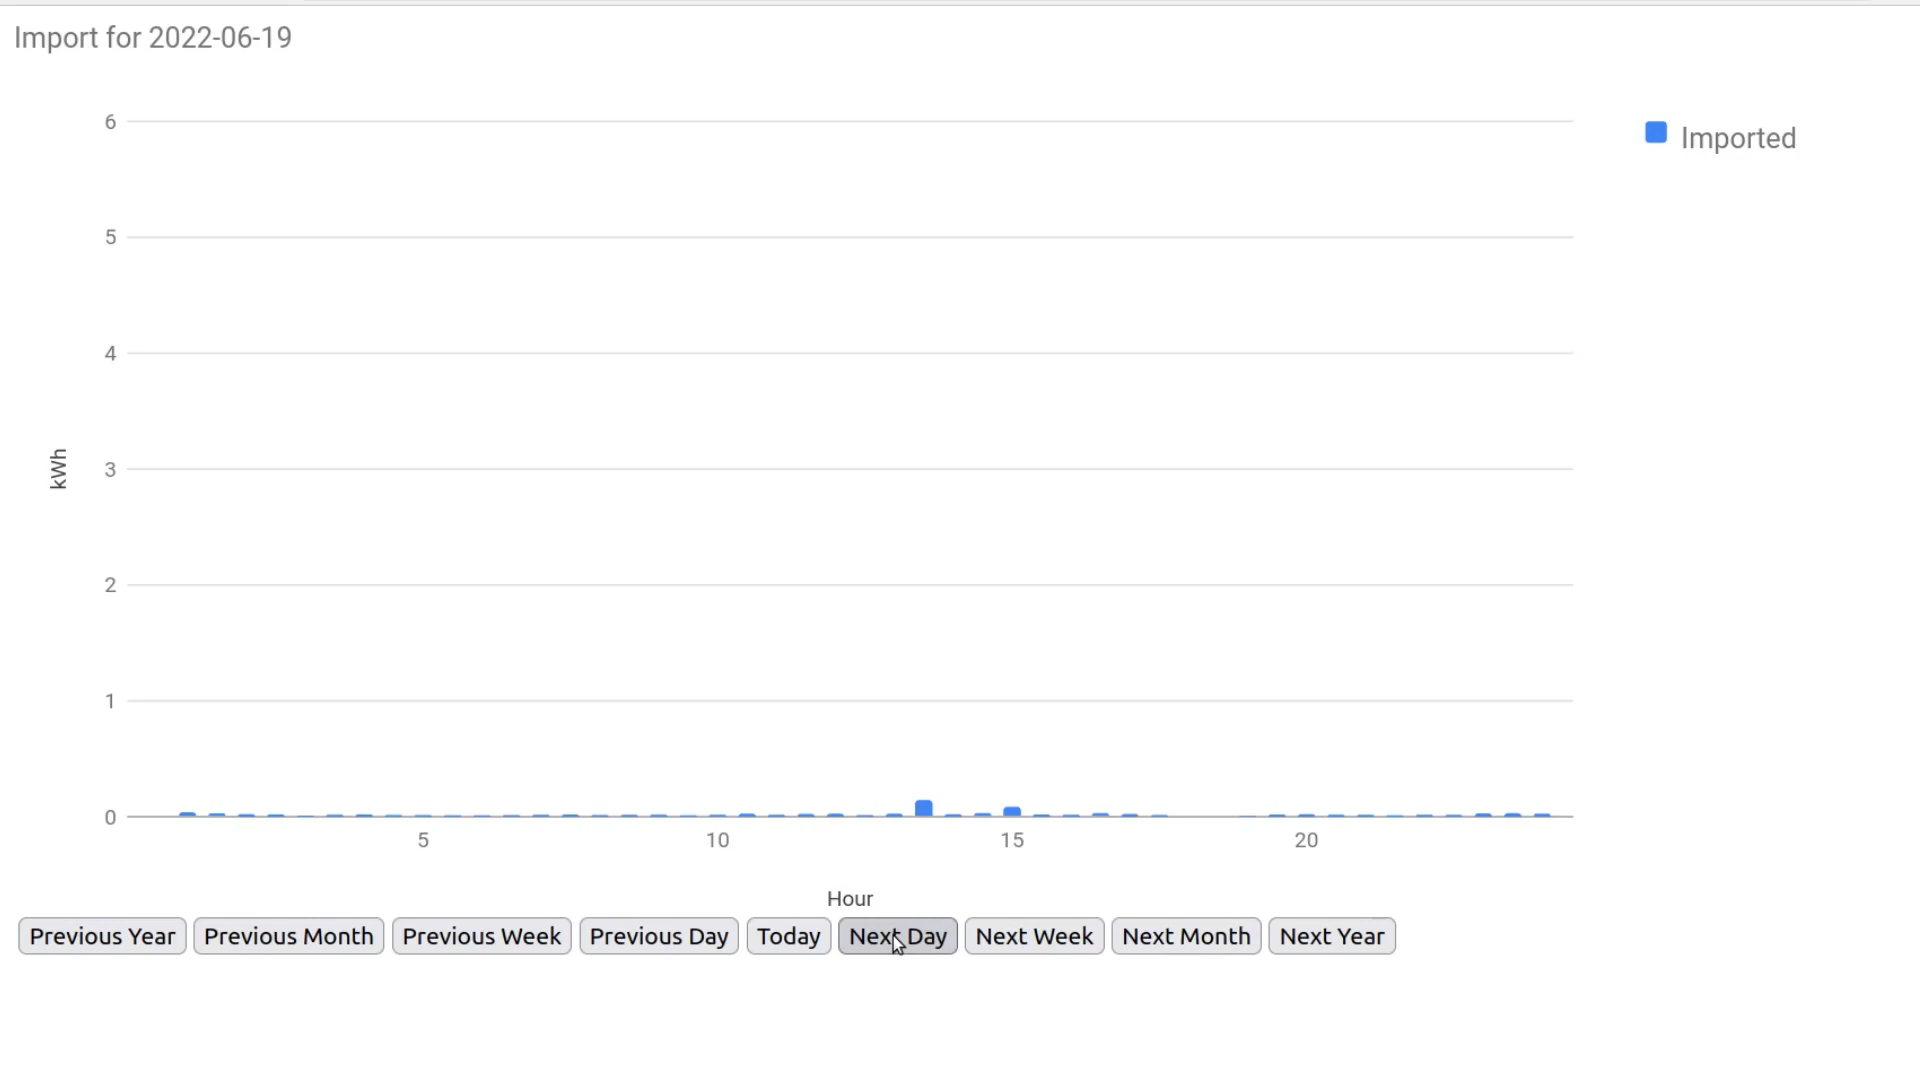 Import for 2022-06-19
6
Imported
5
4
3
kWh
2
1
0
5 10 15 20
Hour
Previous Year Previous Month Previous Week Previous Day Today Next Day Next Week Next Month Next Year